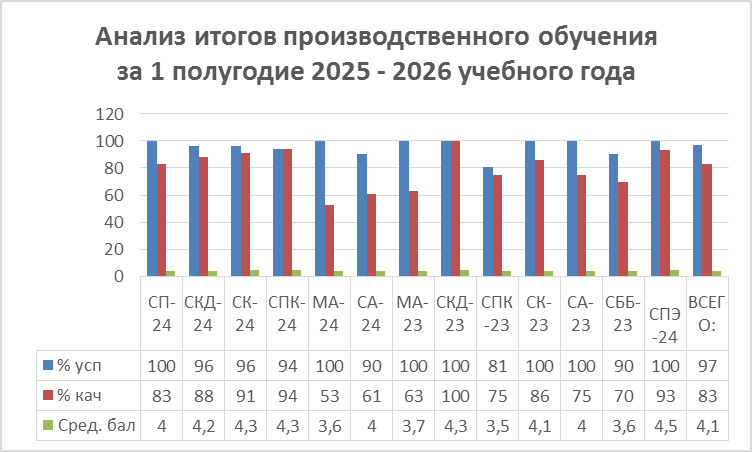 Анализ итогов производственного обучения
за 1 полугодие 2025 - 2026 учебного года
120
100
80
60
40
20
0
СП-24 СКД-24 СК-24 СПК-24 МА-24 СА-24 МА-23 СКД-23 СПК-23 СК-23 СА-23 СББ-23 СПЭ-24 ВСЕГО:
% усп 100 96 96 94 100 90 100 100 81 100 100 90 100 97
% кач 83 88 91 94 53 61 63 100 75 86 75 70 93 83
Сред. бал 4 4,2 4,3 4,3 3,6 4 3,7 4,3 3,5 4,1 4 3,6 4,5 4,1